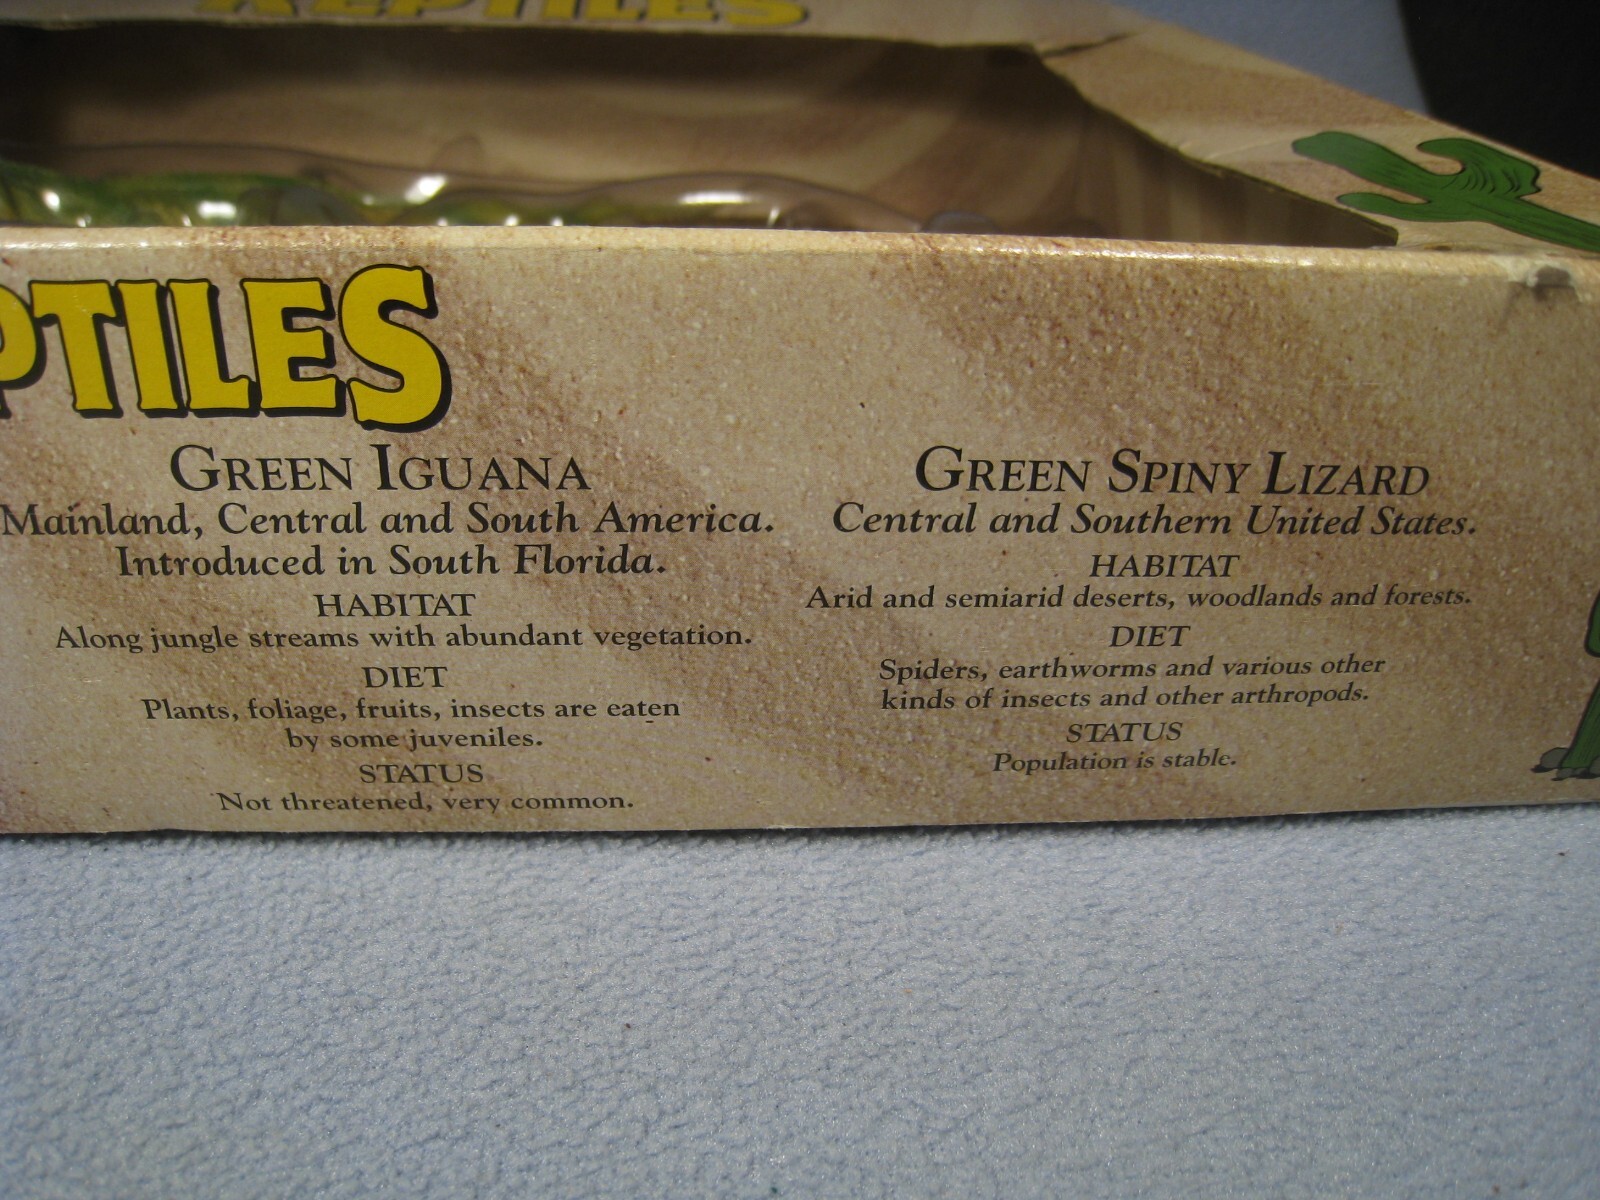 REPTILES
PTILES
GREEN IGUANA
Mainland, Central and South America.
Introduced in South Florida.
HABITAT
Along jungle streams with abundant vegetation.
DIET
Plants, foliage, fruits, insects are eaten
by some juveniles.
STATUS
Not threatened, very common.
GREEN SPINY LIZARD
Central and Southern United States.
HABITAT
Arid and semiarid deserts, woodlands and forests.
DIET
Spiders, earthworms and various other
kinds of insects and other arthropods.
STATUS
Population is stable.